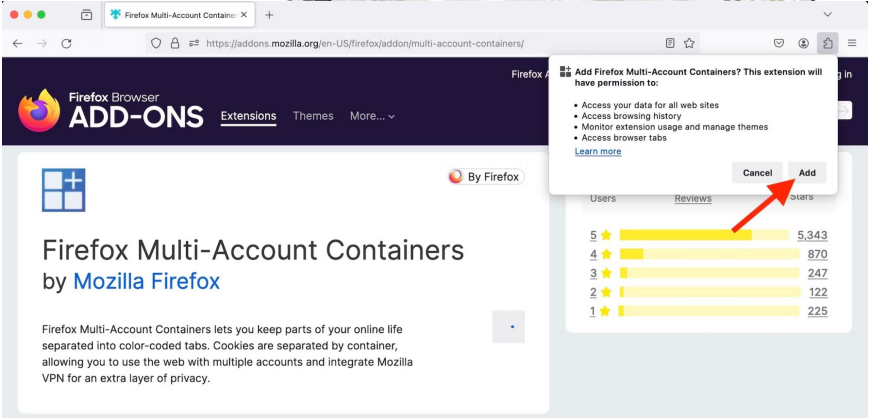 Firefox Multi-Account Container
https://addons.mozilla.org/en-US/firefox/addon/multi-account-containers/
Firefox Browser
ADD-ONS
Extensions
Themes
More...
Firefox A
g in
Add Firefox Multi-Account Containers? This extension will
have permission to:
• Access your data for all web sites
• Access browsing history
• Monitor extension usage and manage themes
• Access browser tabs
Learn more
Cancel
Add
By Firefox
Firefox Multi-Account Containers
by Mozilla Firefox
Firefox Multi-Account Containers lets you keep parts of your online life
separated into color-coded tabs. Cookies are separated by container,
allowing you to use the web with multiple accounts and integrate Mozilla
VPN for an extra layer of privacy.
Users
Reviews
Stars
5 5,343
4 870
3 247
2 122
1 225